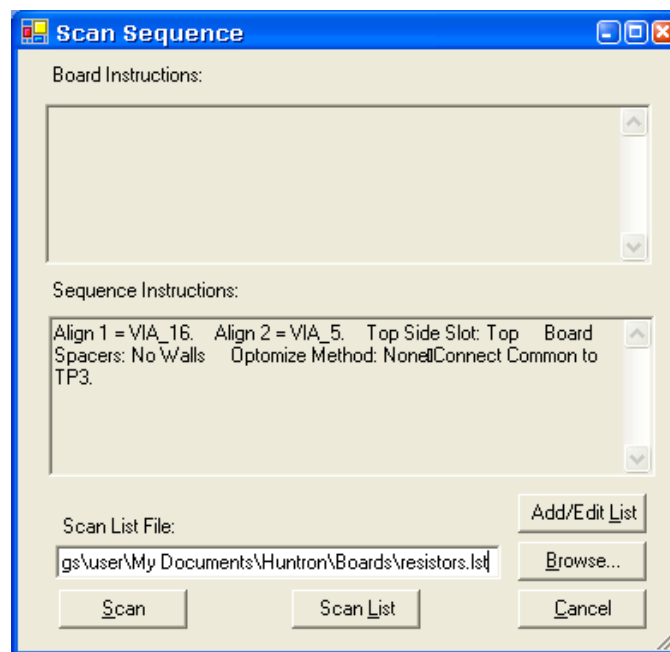 Scan Sequence
Board Instructions:
Sequence Instructions:
Align 1 = VIA_16. Align 2 = VIA_5. Top Side Slot: Top Board
Spacers: No Walls Optomize Method: None▯Connect Common to
TP3.
Add/Edit List
Scan List File:
gs\user\My Documents\Huntron\Boards\resistors.lst
Browse...
Scan
Scan List
Cancel